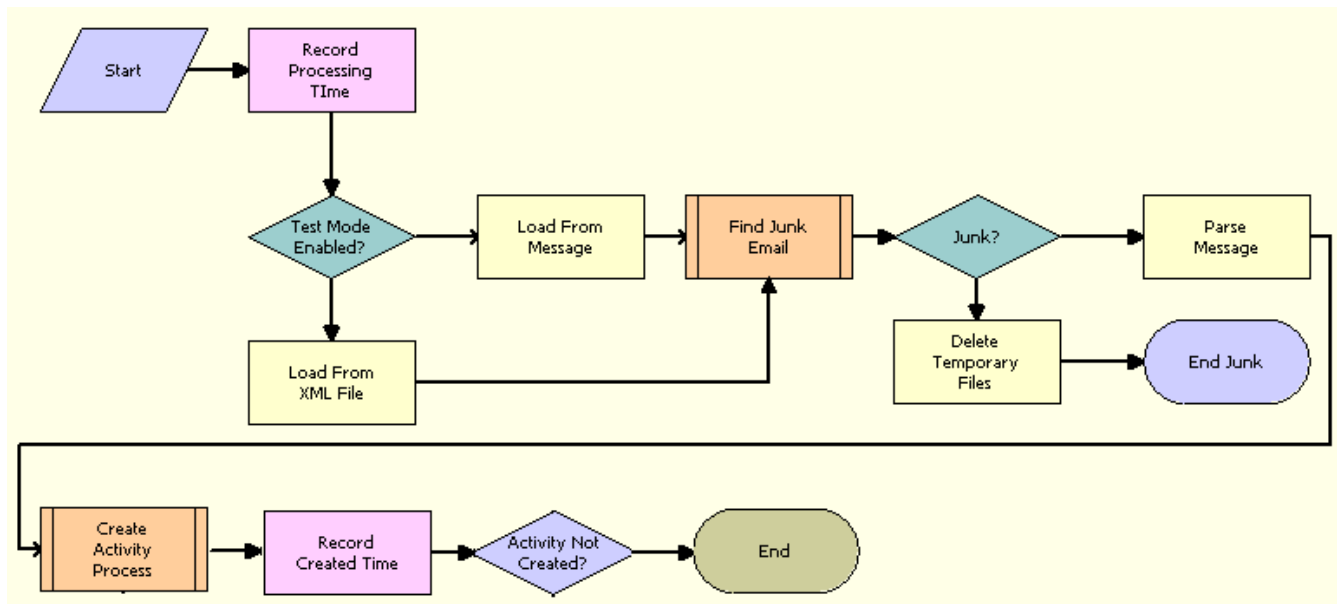 Start
Record
Processing
TIme
Test Mode
Enabled?
Load From
Message
Find Junk
Email
Junk?
Parse
Message
Load From
XML File
Delete
Temporary
Files
End Junk
Create
Activity
Process
Record
Created Time
Activity Not
Created?
End